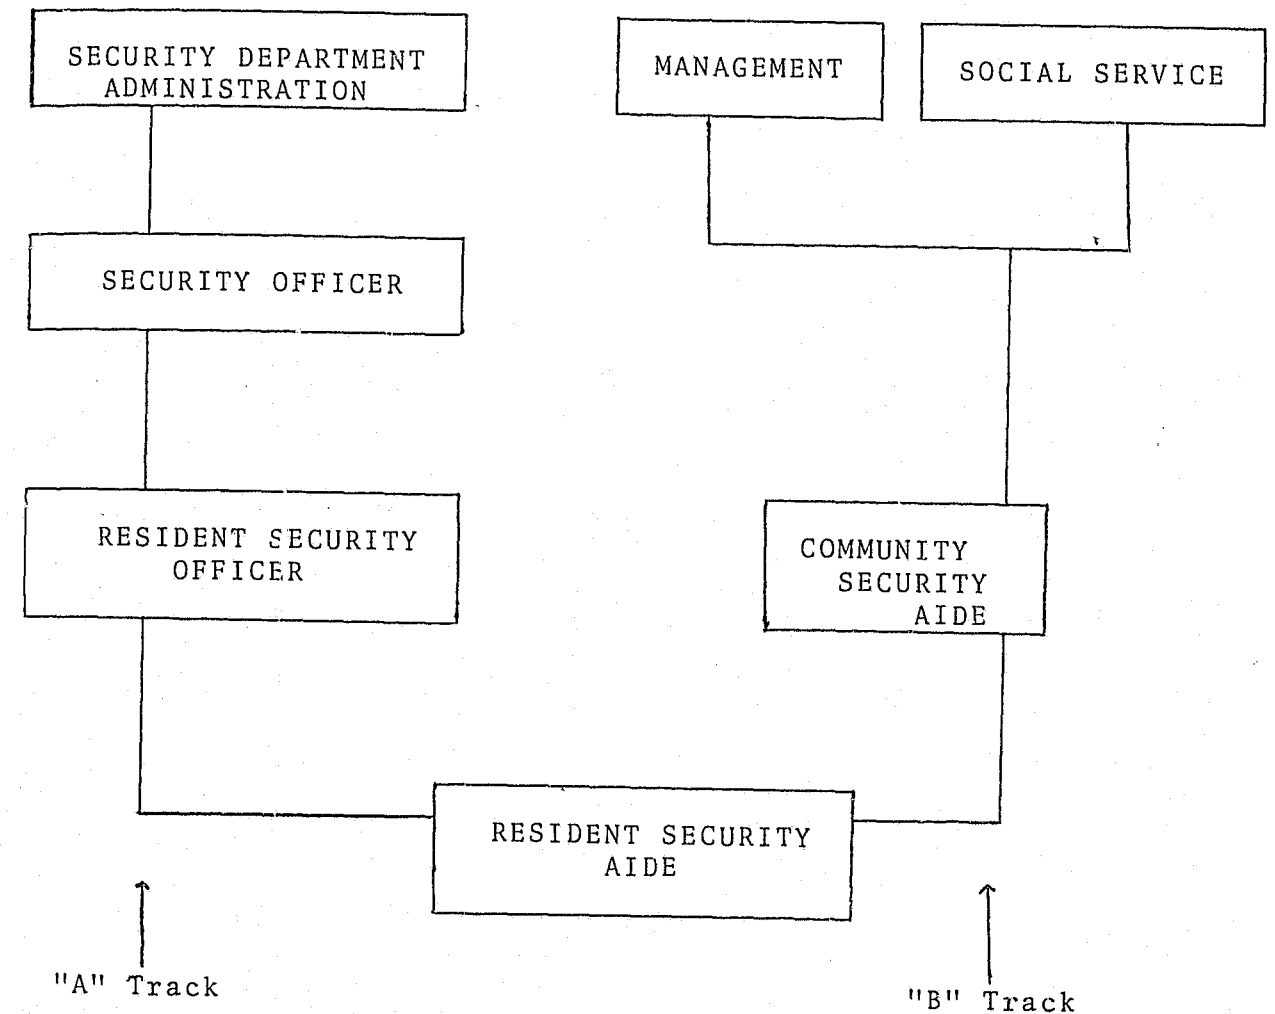 SECURITY DEPARTMENT
ADMINISTRATION
MANAGEMENT
SOCIAL SERVICE
SECURITY OFFICER
RESIDENT SECURITY
OFFICER
COMMUNITY
SECURITY
AIDE
RESIDENT SECURITY
AIDE
"A" Track
"B" Track